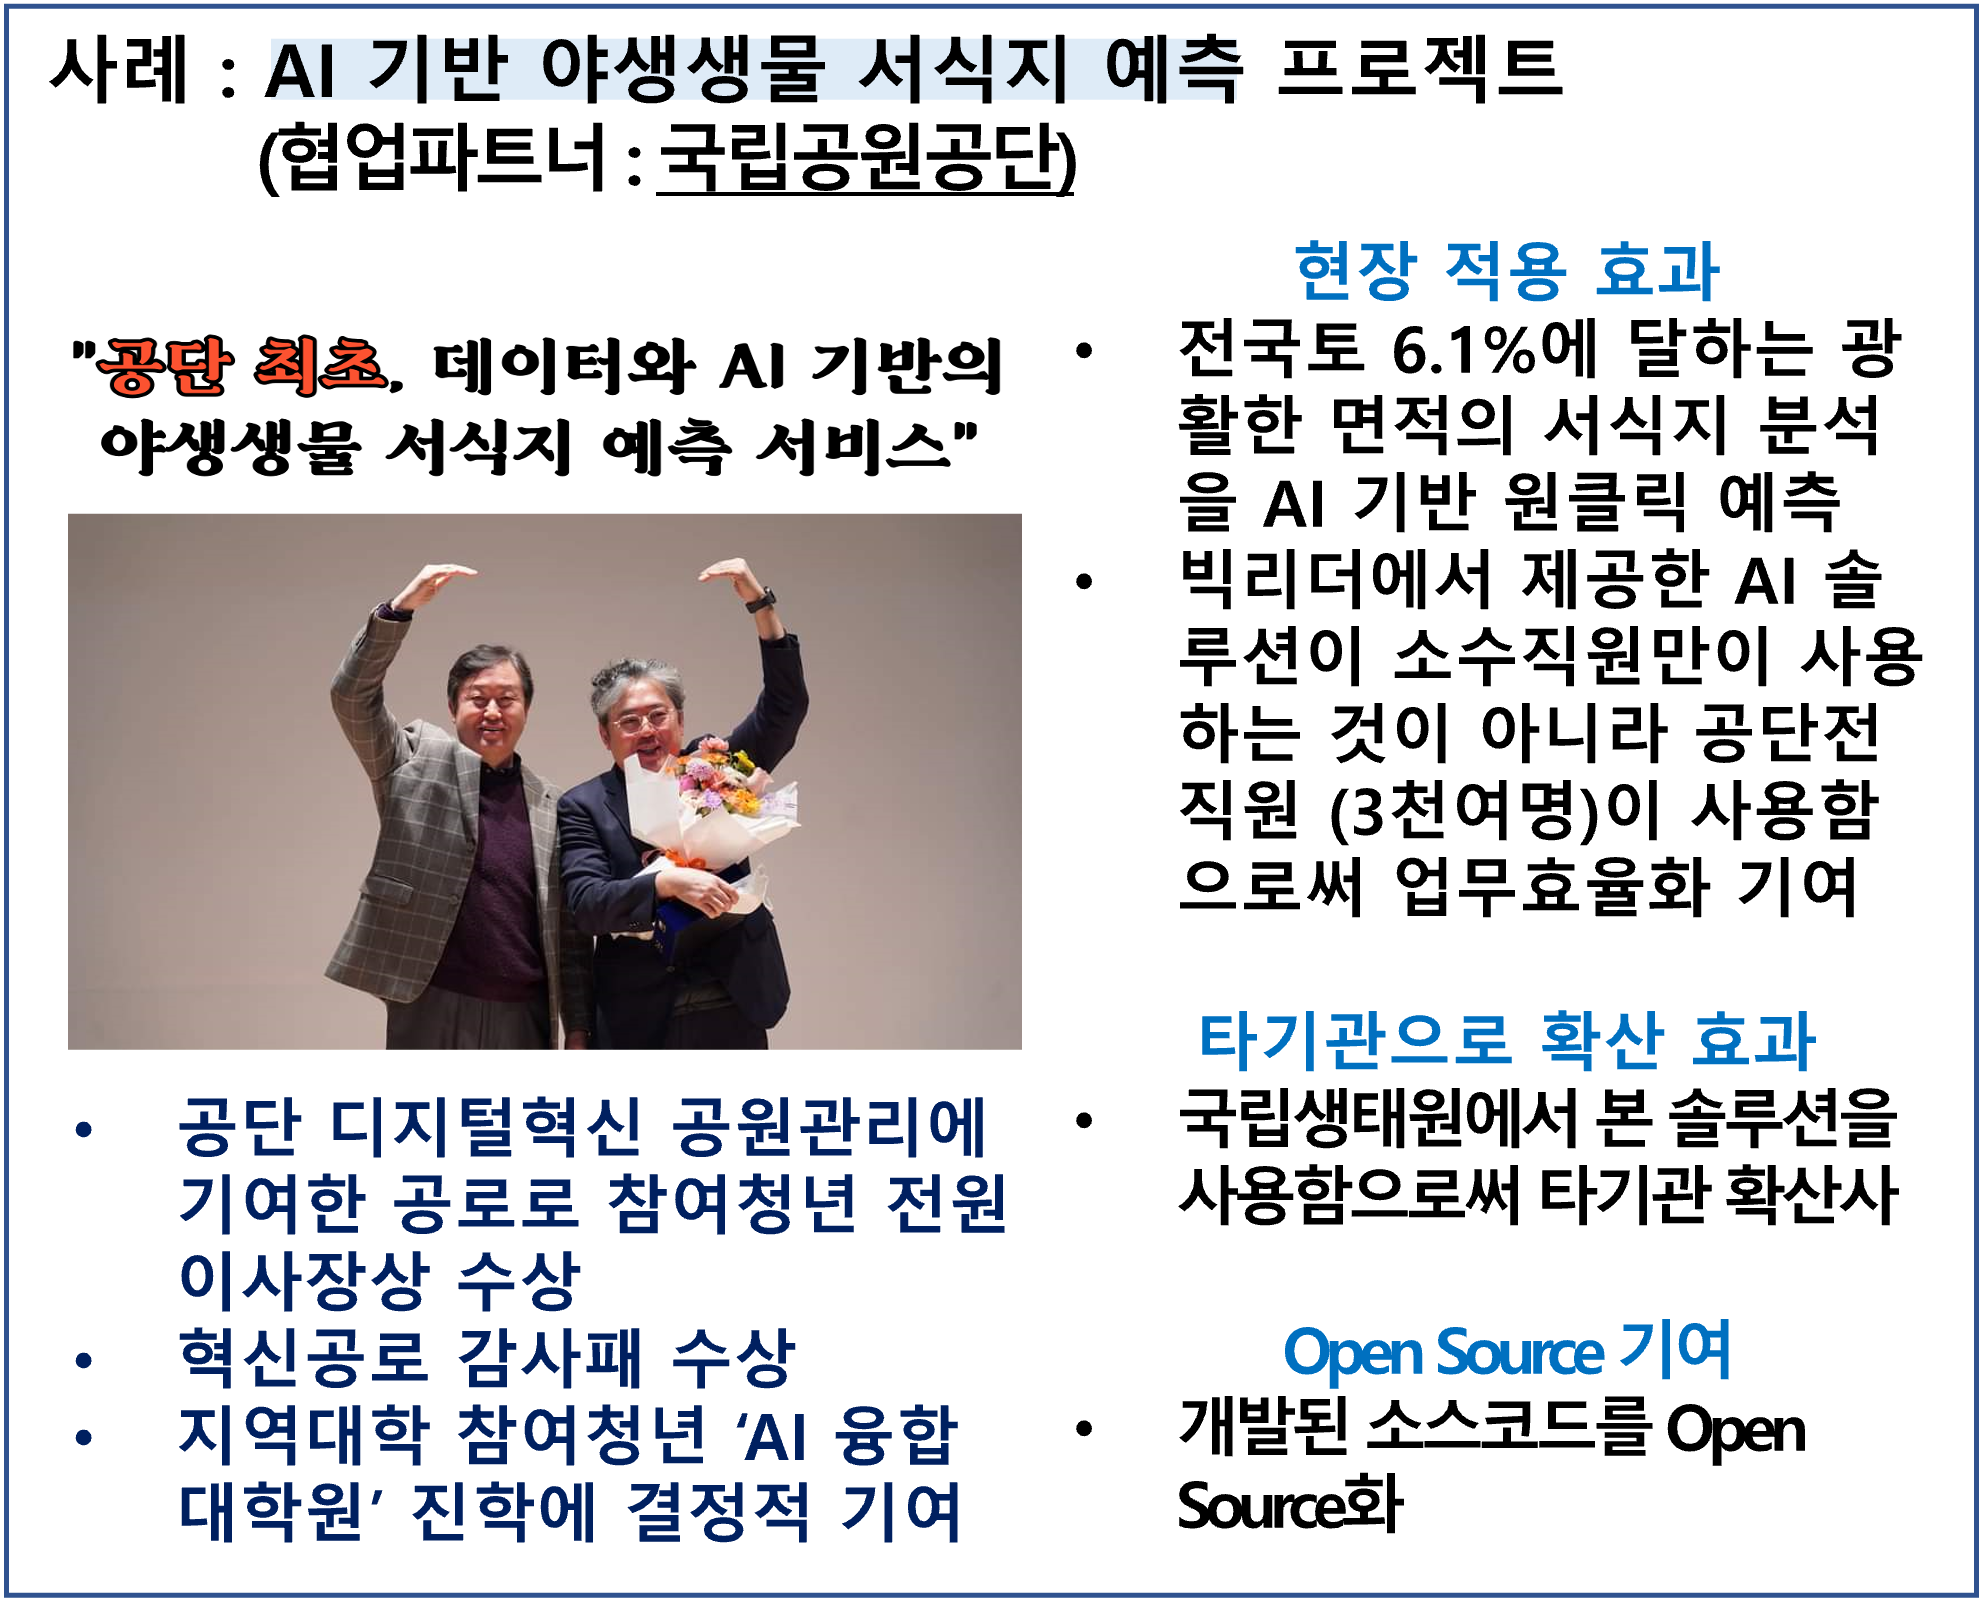 사례 : AI 기반 야생생물 서식지 예측 프로젝트
(협업파트너 : 국립공원공단)
"공단 최초, 데이터와 AI 기반의
야생생물 서식지 예측 서비스"
• 공단 디지털혁신 공원관리에
기여한 공로로 참여청년 전원
이사장상 수상
• 혁신공로 감사패 수상
• 지역대학 참여청년 ‘AI 융합
대학원’ 진학에 결정적 기여
현장 적용 효과
• 전국토 6.1%에 달하는 광
활한 면적의 서식지 분석
을 AI 기반 원클릭 예측
• 빅리더에서 제공한 AI 솔
루션이 소수직원만이 사용
하는 것이 아니라 공단전
직원 (3천여명)이 사용함
으로써 업무효율화 기여
타기관으로 확산 효과
• 국립생태원에서 본 솔루션을
사용함으로써 타기관 확산사
Open Source 기여
• 개발된 소스코드를 Open
Source화